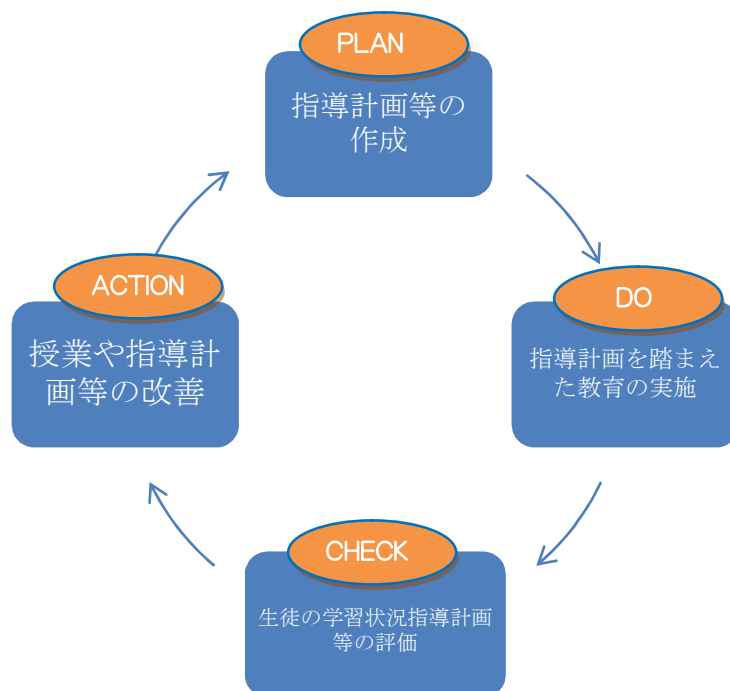 PLAN
指導計画等の
作成
DO
指導計画を踏まえ
た教育の実施
CHECK
生徒の学習状況指導計画
等の評価
ACTION
授業や指導計
画等の改善